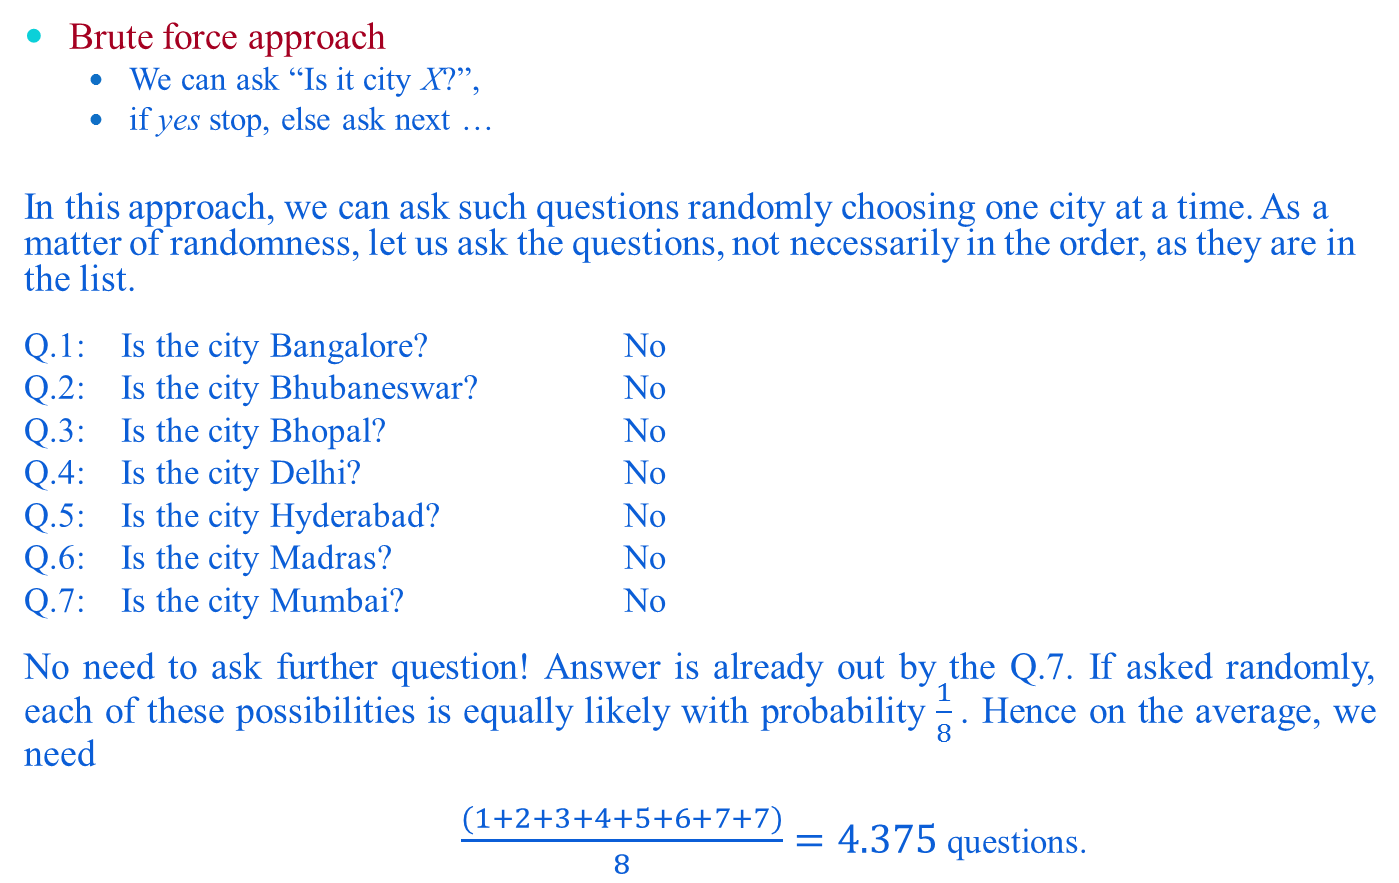 • Brute force approach
• We can ask “Is it city X?”,
• if yes stop, else ask next …
In this approach, we can ask such questions randomly choosing one city at a time. As a
matter of randomness, let us ask the questions, not necessarily in the order, as they are in
the list.
Q.1: Is the city Bangalore? No
Q.2: Is the city Bhubaneswar? No
Q.3: Is the city Bhopal? No
Q.4: Is the city Delhi? No
Q.5: Is the city Hyderabad? No
Q.6: Is the city Madras? No
Q.7: Is the city Mumbai? No
No need to ask further question! Answer is already out by the Q.7. If asked randomly,
each of these possibilities is equally likely with probability 1/8 . Hence on the average, we
need
(1+2+3+4+5+6+7+7)/8 = 4.375 questions.